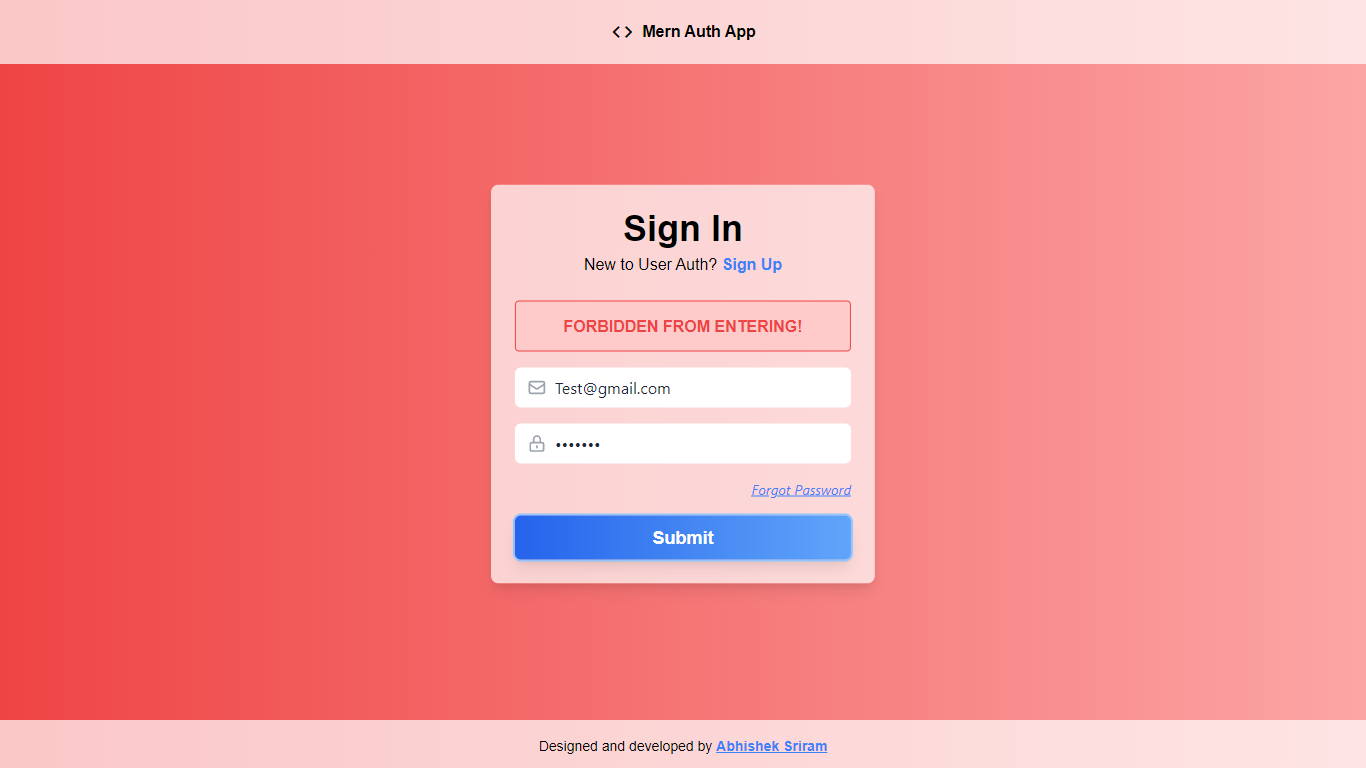 Mern Auth App
Sign In
New to User Auth? Sign Up
FORBIDDEN FROM ENTERING!
Test@gmail.com
•••••••
Forgot Password
Submit
Designed and developed by Abhishek Sriram